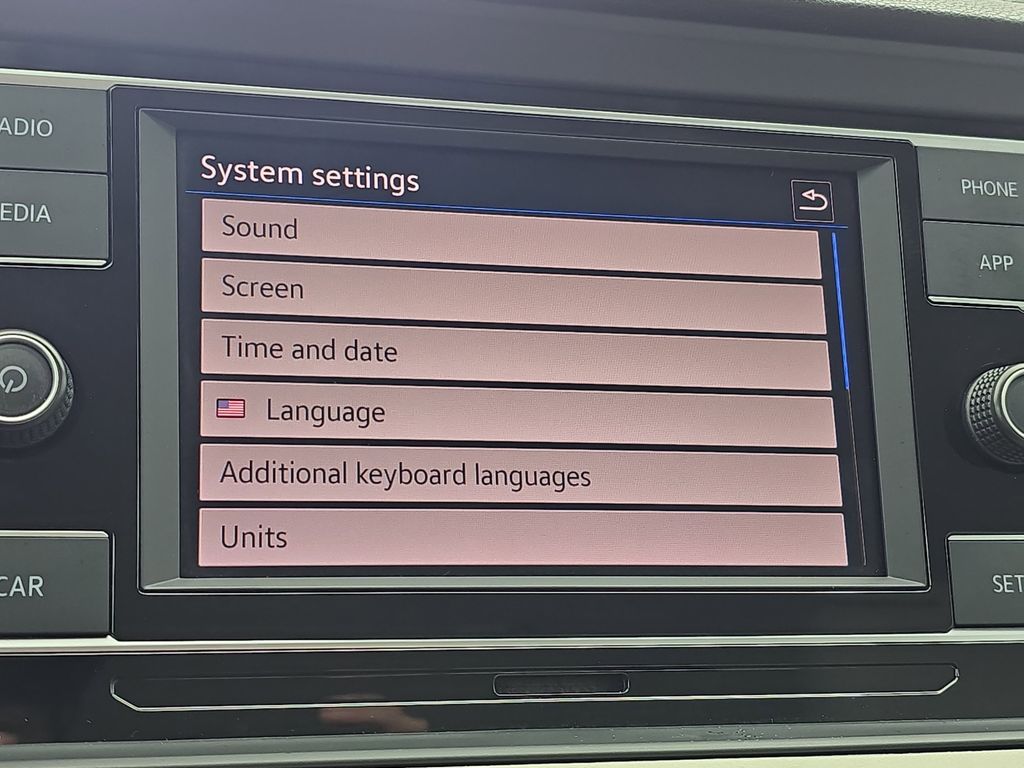 System settings
Sound
Screen
Time and date
Language
Additional keyboard languages
Units
ADIO
EDIA
CAR
PHONE
APP
SET